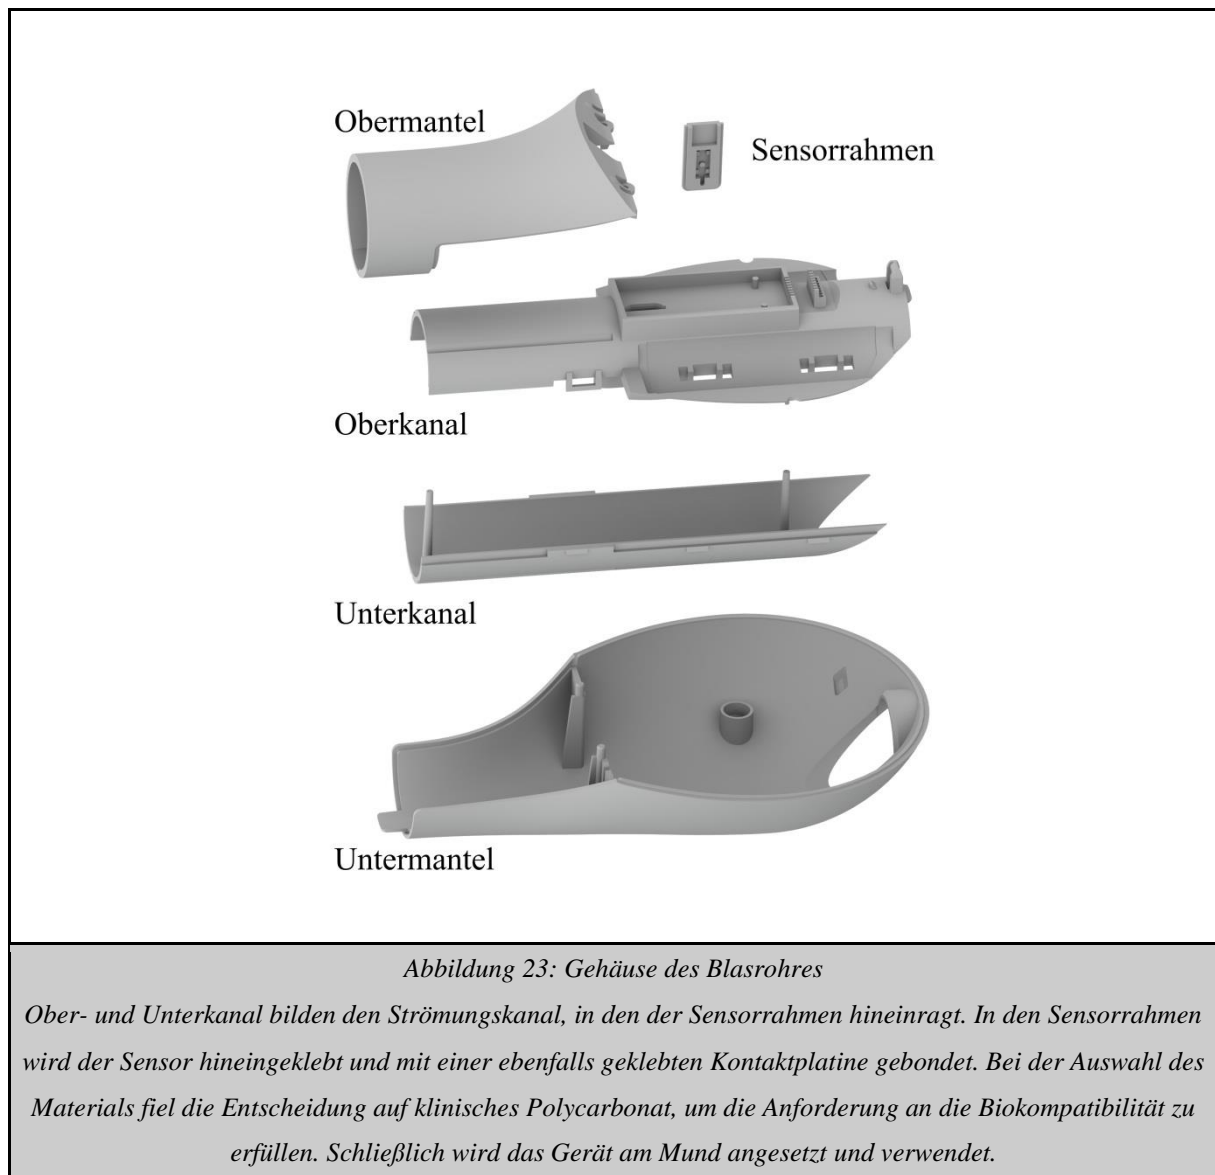 Obermantel
Sensorrahmen
Oberkanal
Unterkanal
Untermantel
Abbildung 23: Gehäuse des Blasrohres
Ober- und Unterkanal bilden den Strömungskanal, in den der Sensorrahmen hineinragt. In den Sensorrahmen
wird der Sensor hineingeklebt und mit einer ebenfalls geklebten Kontaktplatine gebondet. Bei der Auswahl des
Materials fiel die Entscheidung auf klinisches Polycarbonat, um die Anforderung an die Biokompatibilität zu
erfüllen. Schließlich wird das Gerät am Mund angesetzt und verwendet.